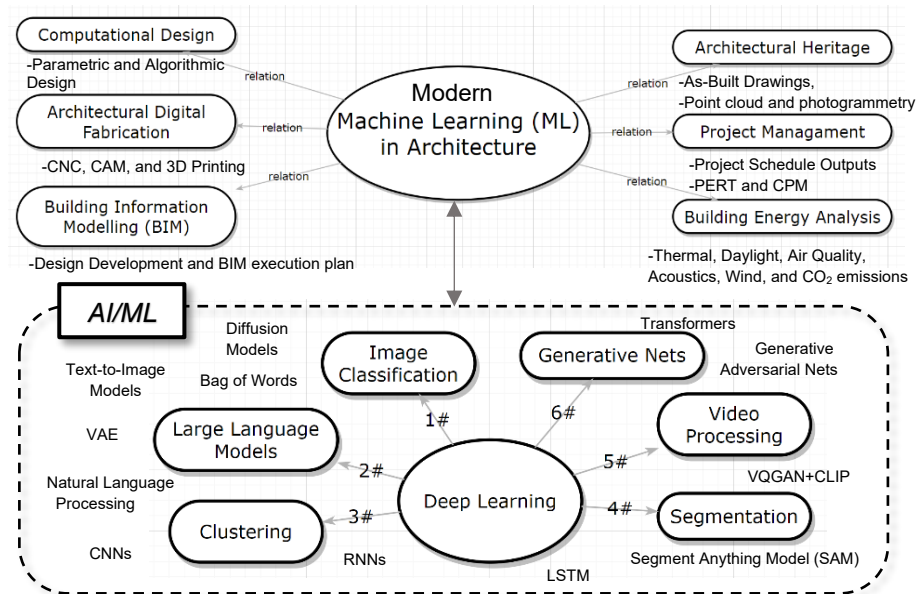 Computational Design
-Parametric and Algorithmic
Design
relation
Architectural Digital
Fabrication
relation
-CNC, CAM, and 3D Printing
relation
Building Information
Modelling (BIM)
-Design Development and BIM execution plan
Modern
Machine Learning (ML)
in Architecture
Architectural Heritage
relation
-As-Built Drawings,
-Point cloud and photogrammetry
relation
Project Managament
-Project Schedule Outputs
-PERT and CPM
relation
Building Energy Analysis
-Thermal, Daylight, Air Quality,
Acoustics, Wind, and CO₂ emissions
AI/ML
Diffusion
Models
Image
Classification
Transformers
Generative Nets
Generative
Adversarial Nets
Text-to-Image
Models
Bag of Words
1#
6#
Video
Processing
VAE
Large Language
Models
2#
5#
VQGAN+CLIP
Natural Language
Processing
Deep Learning
Clustering
3#
4#
Segmentation
CNNs
RNNs
LSTM
Segment Anything Model (SAM)